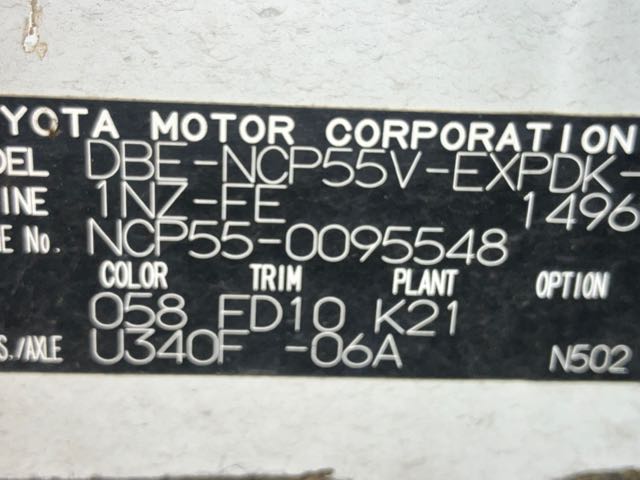 OYOTA MOTOR CORPORATION
DEL DBE-NCP55V-EXPDK-
INE 1NZ-FE 1496
E No. NCP55-0095548
COLOR TRIM PLANT OPTION
058 FD10 K21
S./AXLE U340F -06A N502